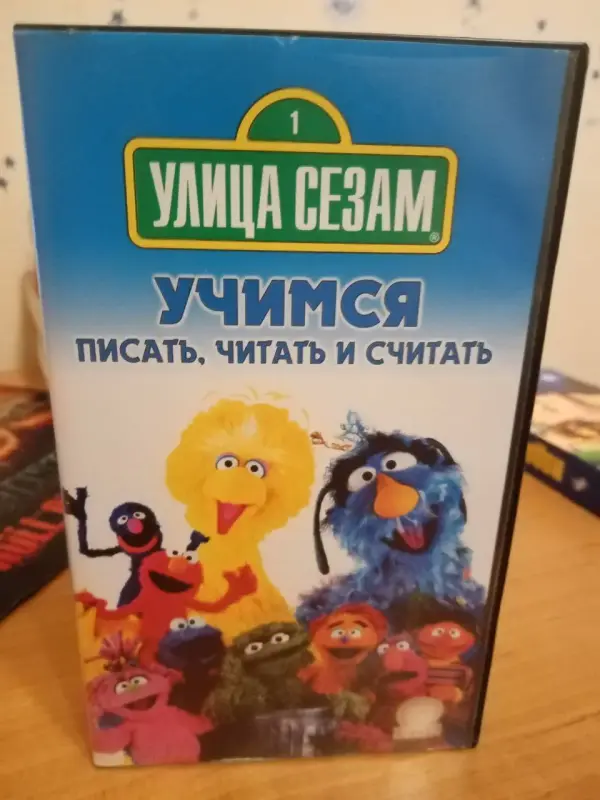 1
УЛИЦА СЕЗАМ®
УЧИМСЯ
ПИСАТЬ, ЧИТАТЬ И СЧИТАТЬ